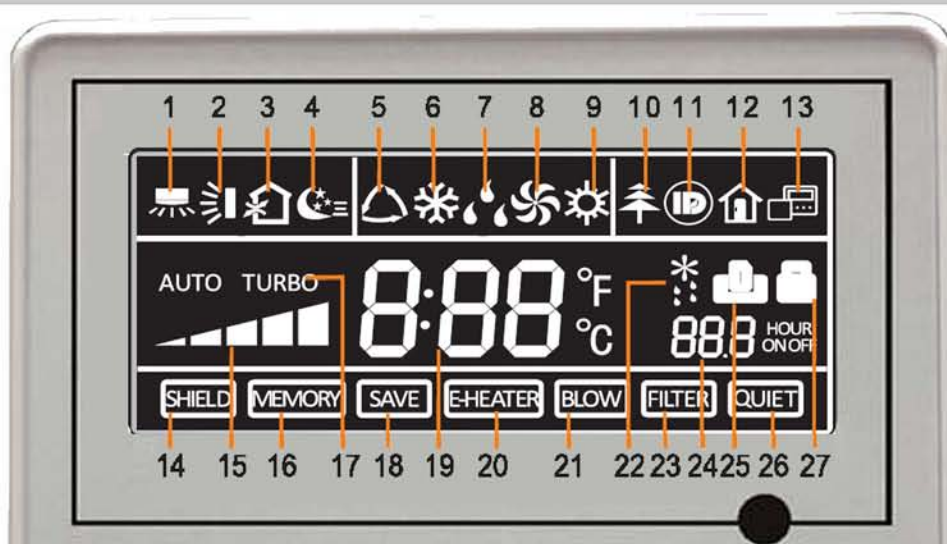 1 2 3 4 5 6 7 8 9 10 11 12 13
AUTO TURBO
8:88
°F
°C
88.8
HOUR
ON OFF
SHIELD MEMORY SAVE E-HEATER BLOW FILTER QUIET
14 15 16 17 18 19 20 21 22 23 24 25 26 27